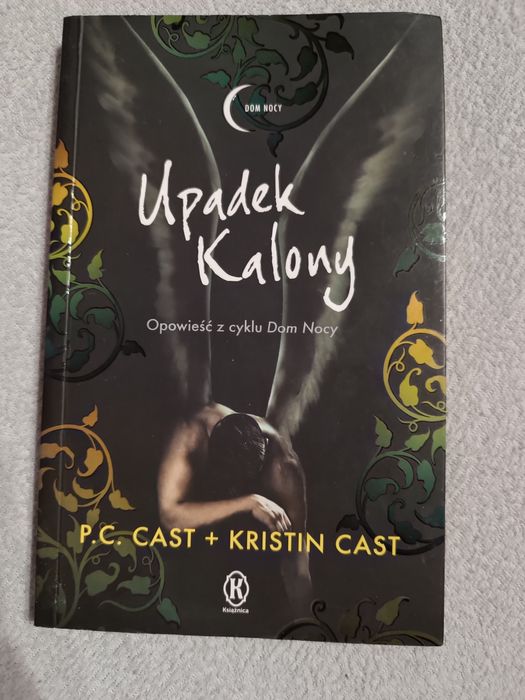 DOM NOCY
Upadek
Kalony
Opowieść z cyklu Dom Nocy
P.C. CAST + KRISTIN CAST
K
Książnica